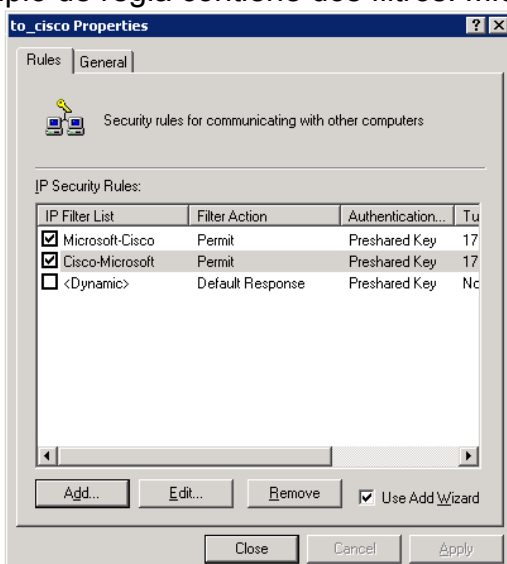 to_cisco Properties
Rules General
Security rules for communicating with other computers
IP Security Rules:
IP Filter List Filter Action Authentication... Tu
Microsoft-Cisco Permit Preshared Key 17
Cisco-Microsoft Permit Preshared Key 17
<Dynamic> Default Response Preshared Key Nc
Add... Edit... Remove Use Add Wizard
Close Cancel Apply